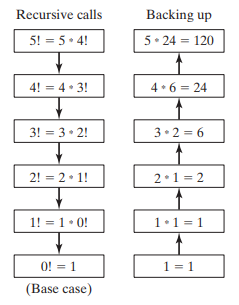 Recursive calls
5! = 5 * 4!
4! = 4 * 3!
3! = 3 * 2!
2! = 2 * 1!
1! = 1 * 0!
0! = 1
(Base case)
Backing up
5 * 24 = 120
4 * 6 = 24
3 * 2 = 6
2 * 1 = 2
1 * 1 = 1
1 = 1